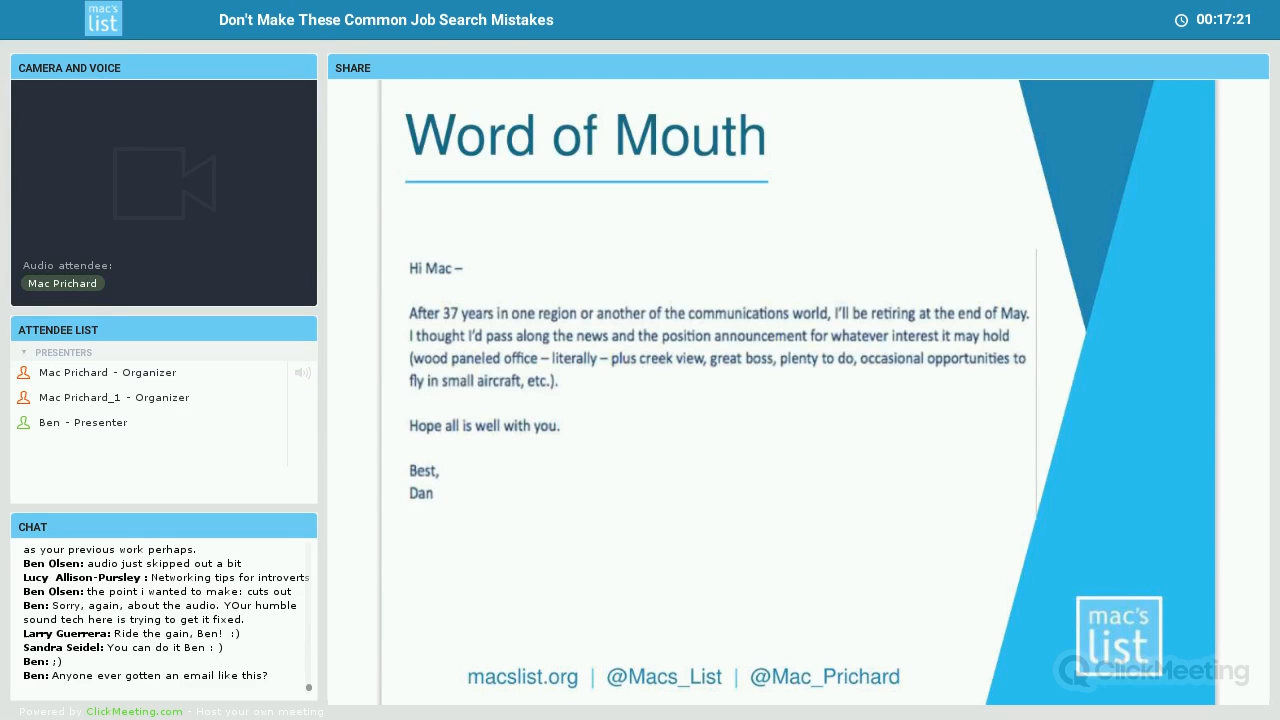 mac's
list
Don't Make These Common Job Search Mistakes
00:17:21
CAMERA AND VOICE
Audio attendee:
Mac Prichard
ATTENDEE LIST
PRESENTERS
Mac Prichard - Organizer
Mac Prichard_1 - Organizer
Ben - Presenter
CHAT
as your previous work perhaps.
Ben Olsen: audio just skipped out a bit
Lucy Allison-Pursley : Networking tips for introverts
Ben Olsen: the point i wanted to make: cuts out
Ben: Sorry, again, about the audio. YOur humble
sound tech here is trying to get it fixed.
Larry Guerrera: Ride the gain, Ben! :)
Sandra Seidel: You can do it Ben : )
Ben: ;)
Ben: Anyone ever gotten an email like this?
Powered by ClickMeeting.com - Host your own meeting
SHARE
Word of Mouth
Hi Mac –
After 37 years in one region or another of the communications world, I'll be retiring at the end of May.
I thought I'd pass along the news and the position announcement for whatever interest it may hold
(wood paneled office – literally – plus creek view, great boss, plenty to do, occasional opportunities to
fly in small aircraft, etc.).
Hope all is well with you.
Best,
Dan
mac's
list
macslist.org | @Macs_List | @Mac_Prichard
ClickMeeting